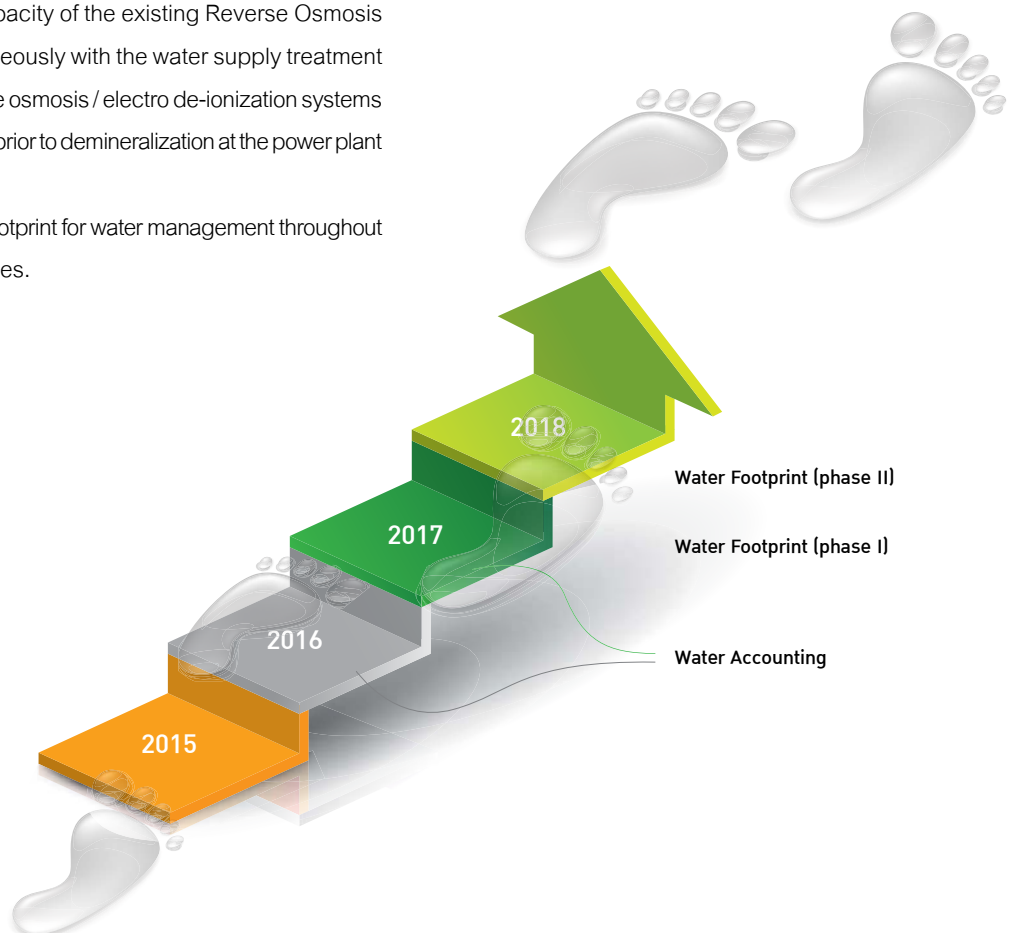 pacity of the existing Reverse Osmosis
eously with the water supply treatment
e osmosis / electro de-ionization systems
prior to demineralization at the power plant
otprint for water management throughout
es.
2018
Water Footprint (phase II)
2017
Water Footprint (phase I)
2016
Water Accounting
2015